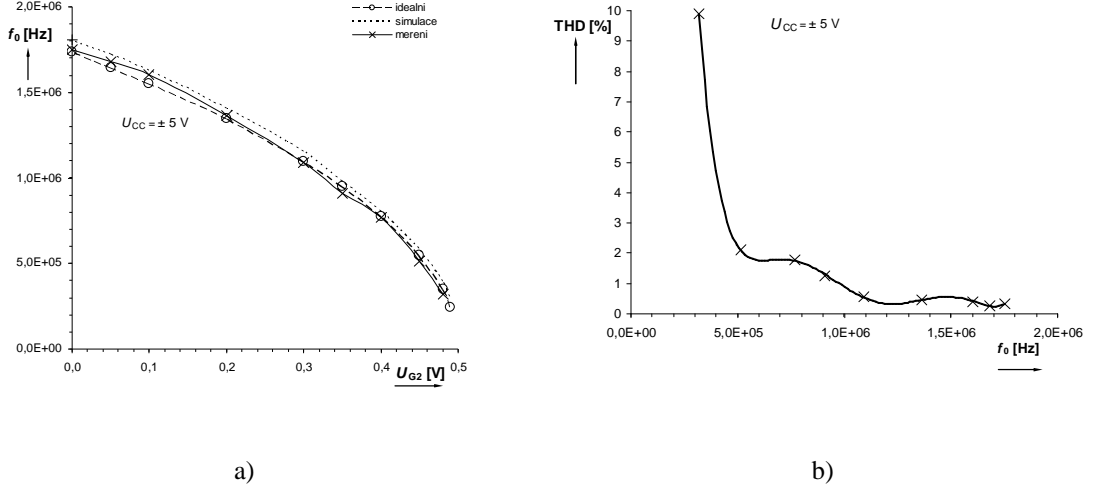 2,0E+06
f0 [Hz]
1,5E+06
1,0E+06
5,0E+05
0,0E+00
0,0
0,1
0,2
0,3
0,4
0,5
UG2 [V]
UCC = ± 5 V
idealni
simulace
mereni
a)
THD [%]
UCC = ± 5 V
10
9
8
7
6
5
4
3
2
1
0
0,0E+00
5,0E+05
1,0E+06
1,5E+06
2,0E+06
f0 [Hz]
b)